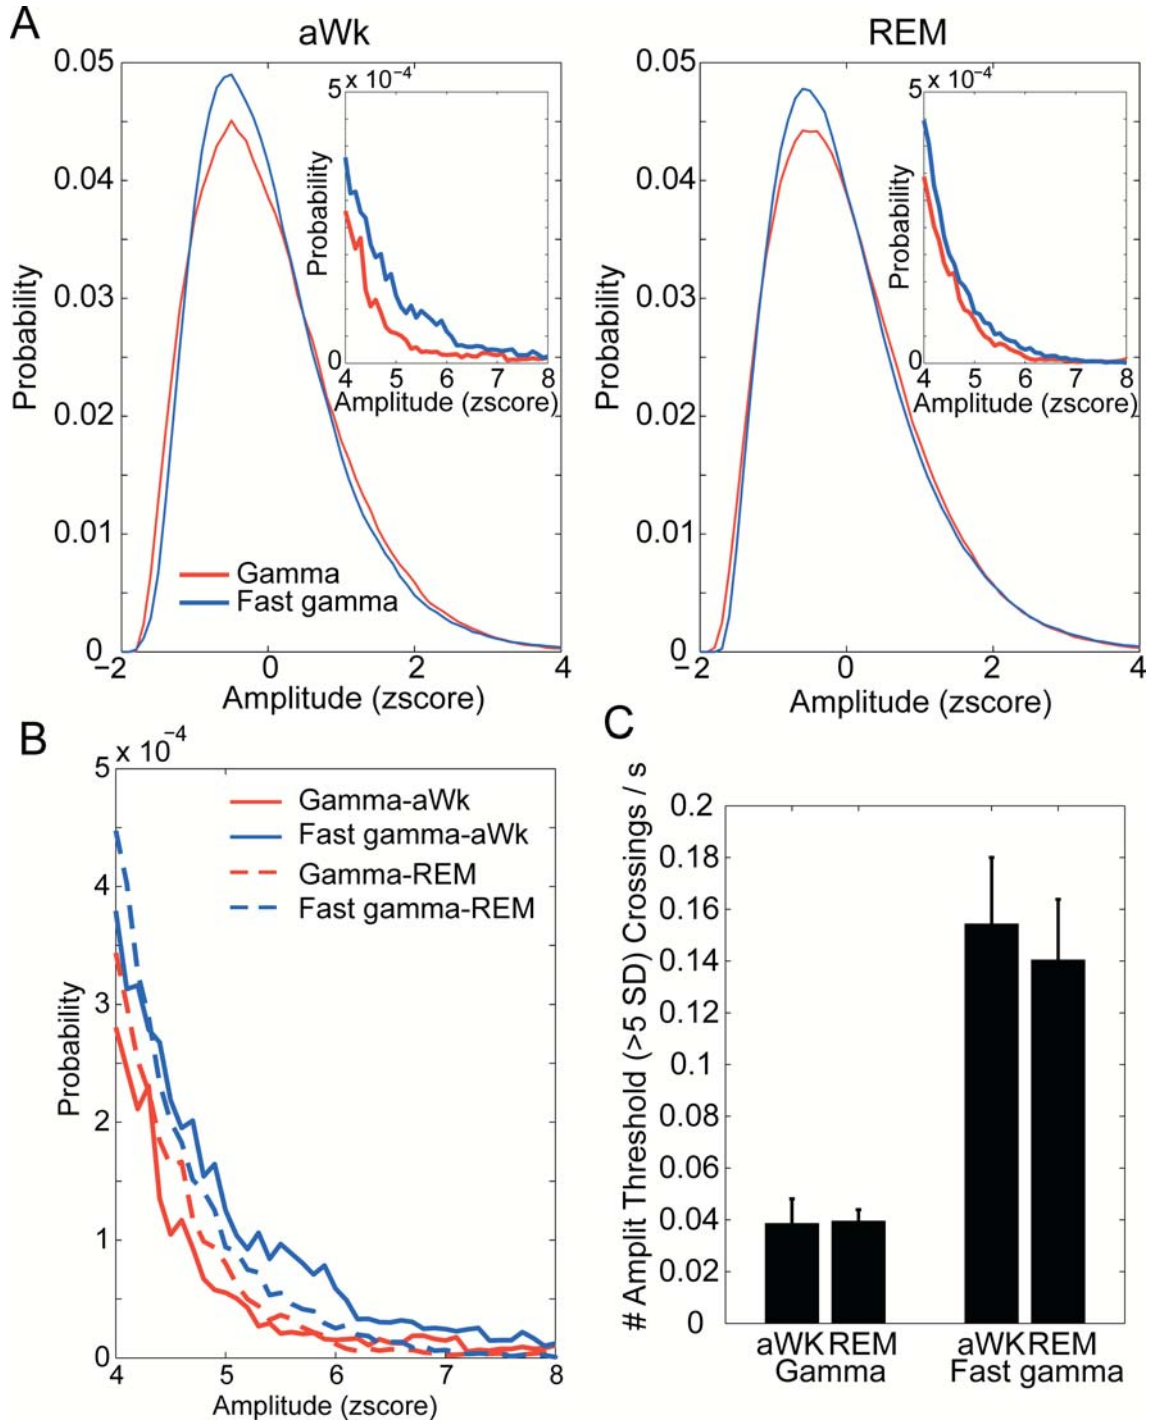 A
aWk
REM
0.05
0.04
0.03
0.02
0.01
0
−2
0
2
4
Probability
Amplitude (zscore)
Gamma
Fast gamma
5 x 10−4
0
4
5
6
7
8
Probability
Amplitude (zscore)
0.05
0.04
0.03
0.02
0.01
0
−2
0
2
4
Probability
Amplitude (zscore)
5 x 10−4
0
4
5
6
7
8
Probability
Amplitude (zscore)
B
5 x 10−4
4
3
2
1
0
4
5
6
7
8
Probability
Amplitude (zscore)
Gamma-aWk
Fast gamma-aWk
Gamma-REM
Fast gamma-REM
C
# Amplit Threshold (>5 SD) Crossings / s
0.2
0.18
0.16
0.14
0.12
0.1
0.08
0.06
0.04
0.02
0
aWK REM
Gamma
aWK REM
Fast gamma